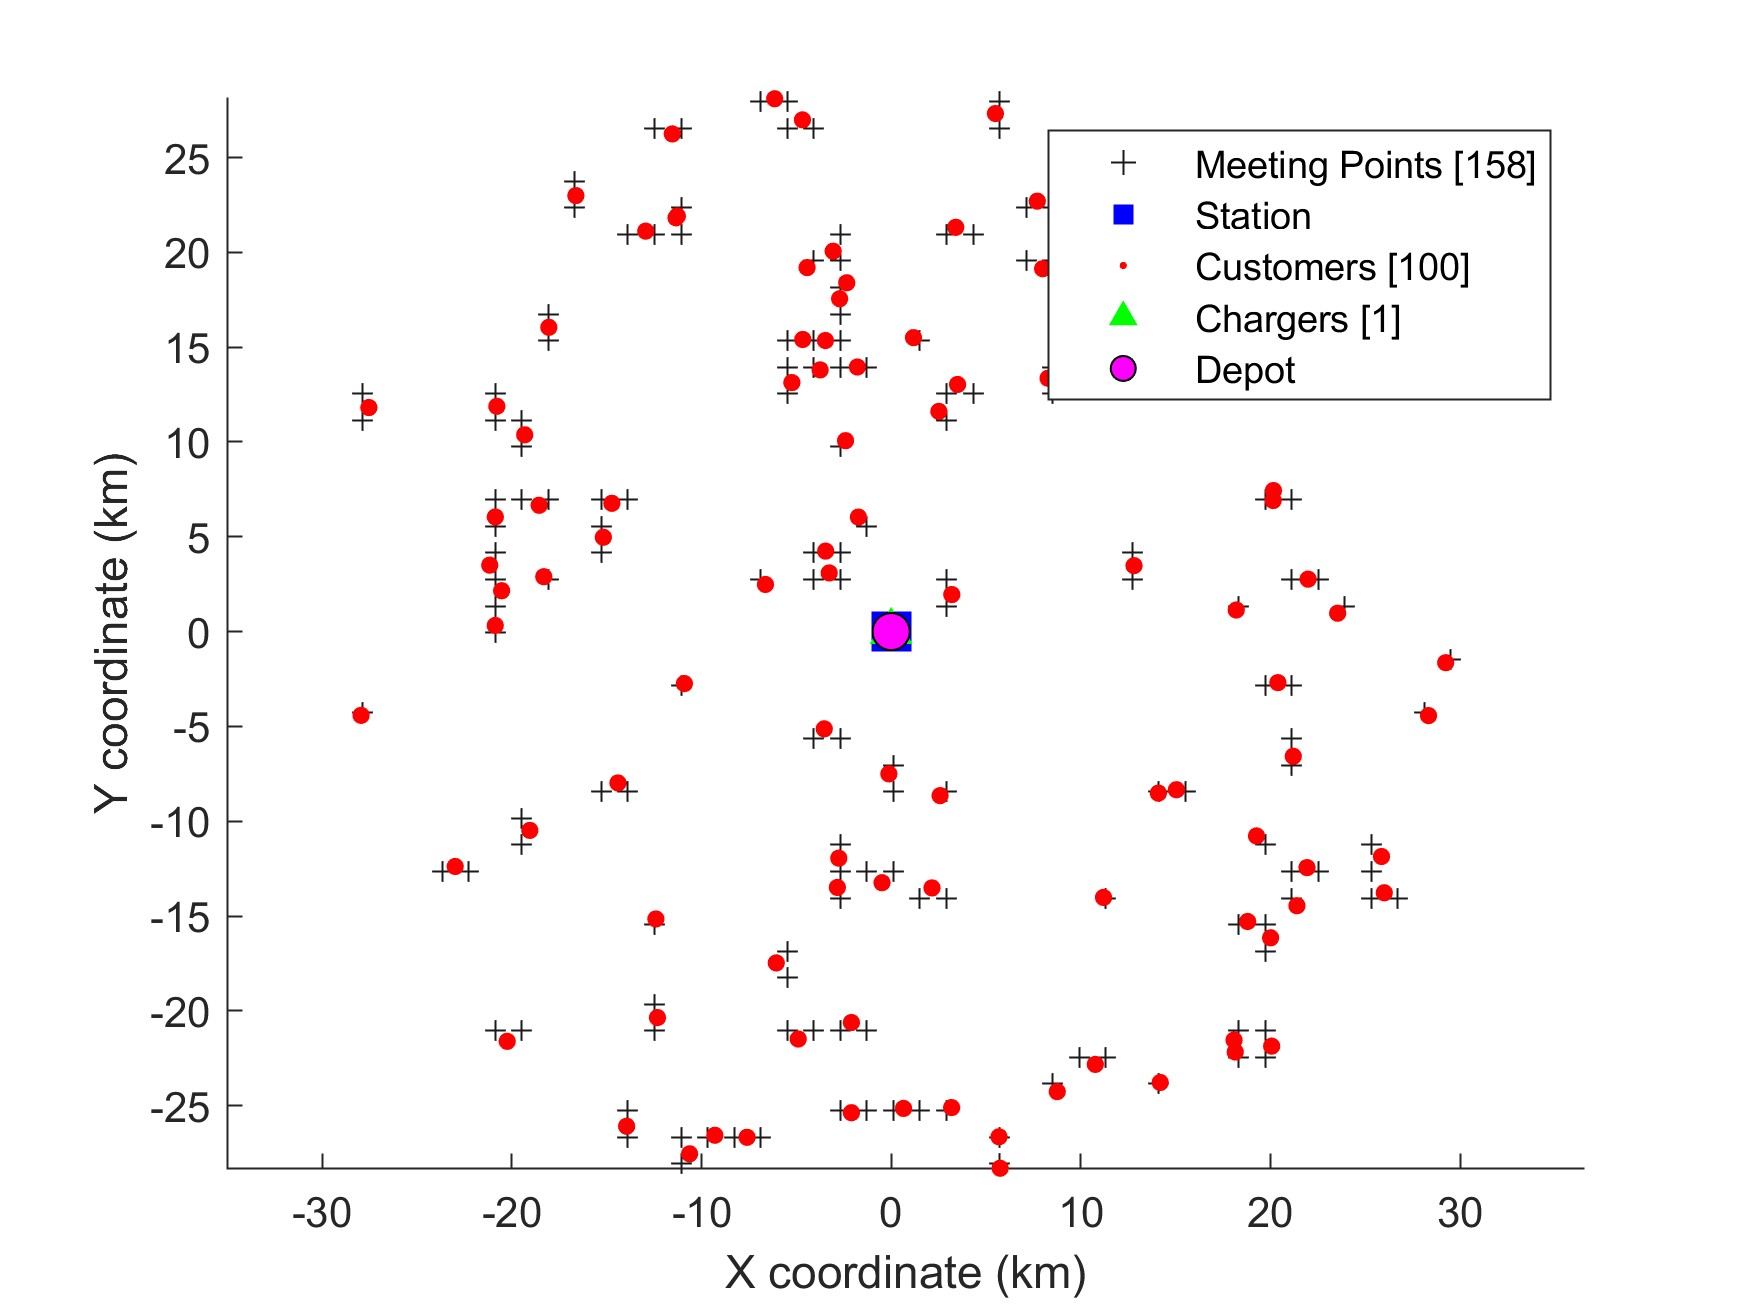 25
20
15
10
5
0
-5
-10
-15
-20
-25
Y coordinate (km)
Meeting Points [158]
Station
Customers [100]
Chargers [1]
Depot
-30
-20
-10
0
10
20
30
X coordinate (km)